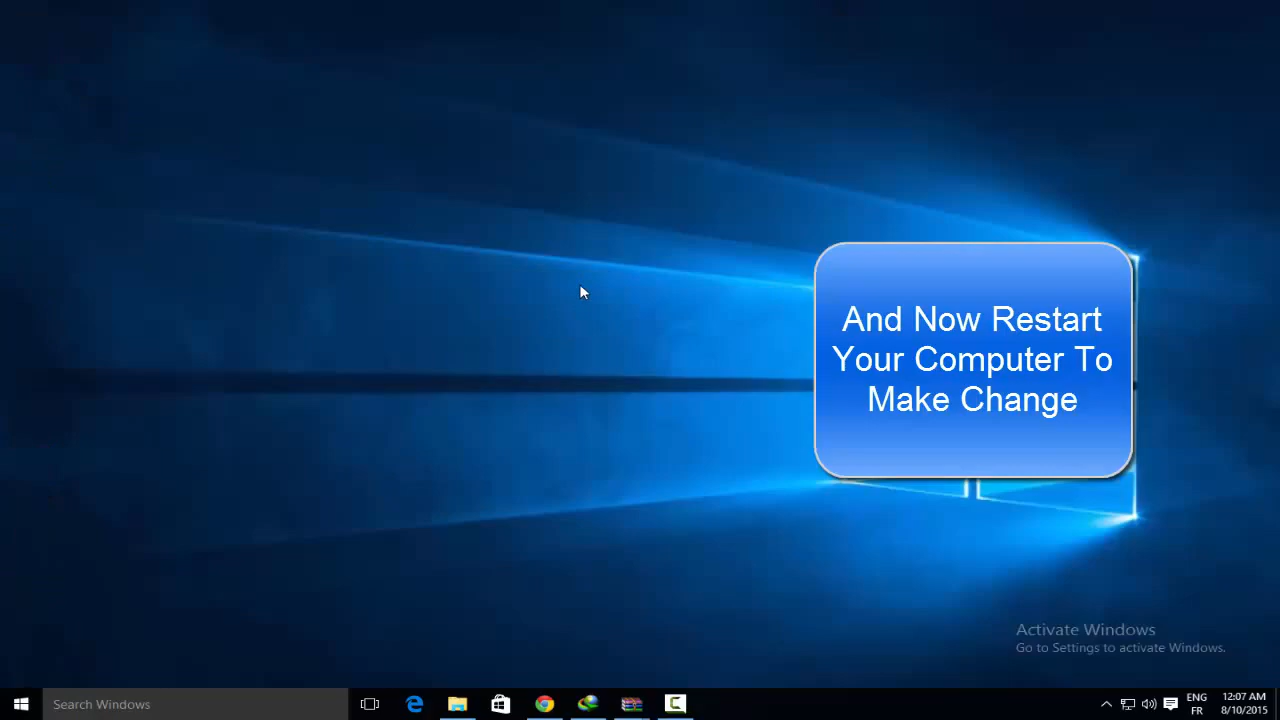 And Now Restart
Your Computer To
Make Change
Activate Windows
Go to Settings to activate Windows.
Search Windows
ENG
FR
12:07 AM
8/10/2015